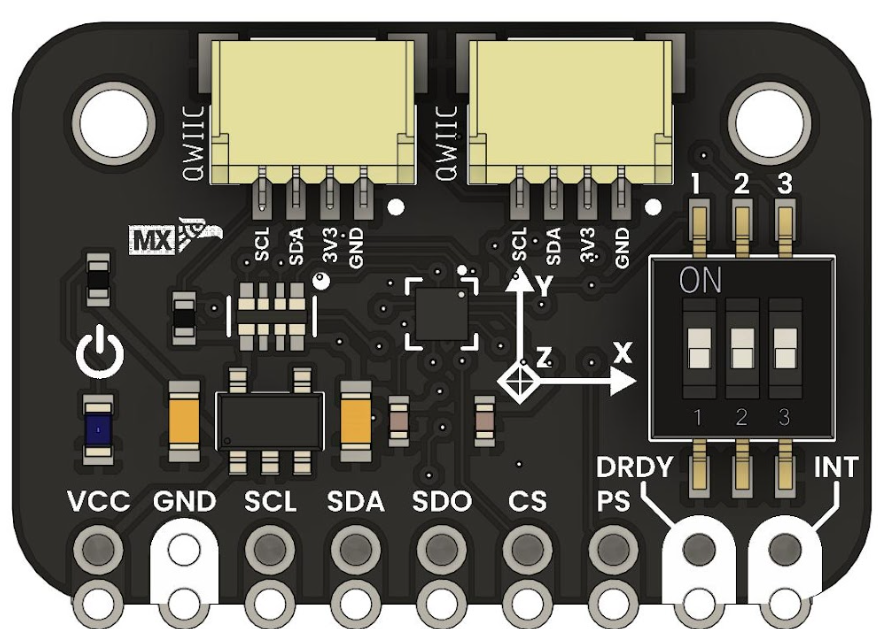 QWIIC
QWIIC
1 2 3
SCL SDA 3V3 GND
SCL SDA 3V3 GND
MX
ON
Y
Z X
1 2 3
DRDY INT
VCC GND SCL SDA SDO CS PS